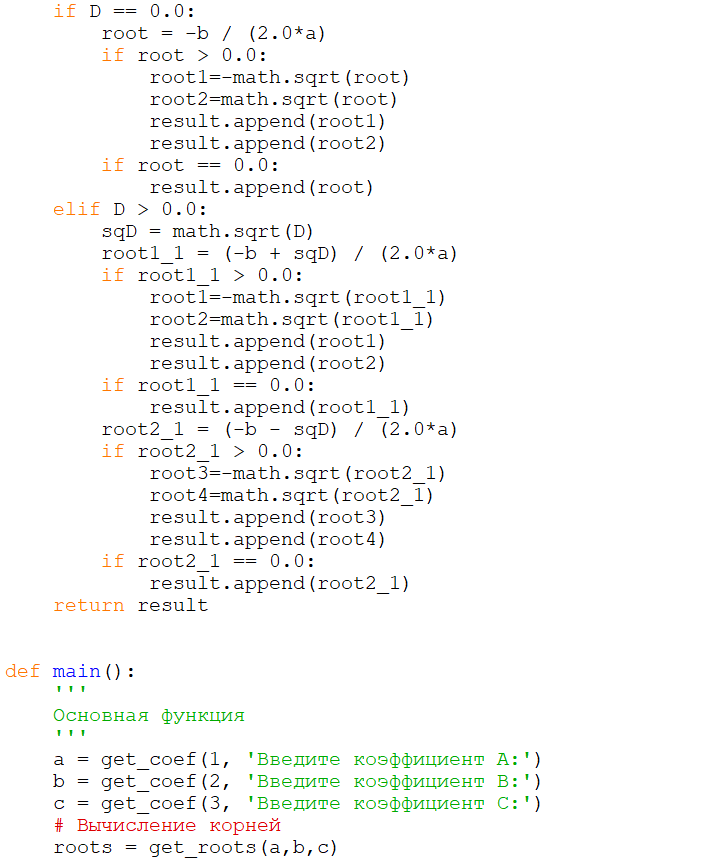 if D == 0.0:
        root = -b / (2.0*a)
        if root > 0.0:
            root1=-math.sqrt(root)
            root2=math.sqrt(root)
            result.append(root1)
            result.append(root2)
        if root == 0.0:
            result.append(root)
    elif D > 0.0:
        sqD = math.sqrt(D)
        root1_1 = (-b + sqD) / (2.0*a)
        if root1_1 > 0.0:
            root1=-math.sqrt(root1_1)
            root2=math.sqrt(root1_1)
            result.append(root1)
            result.append(root2)
        if root1_1 == 0.0:
            result.append(root1_1)
        root2_1 = (-b - sqD) / (2.0*a)
        if root2_1 > 0.0:
            root3=-math.sqrt(root2_1)
            root4=math.sqrt(root2_1)
            result.append(root3)
            result.append(root4)
        if root2_1 == 0.0:
            result.append(root2_1)
    return result


def main():
    '''
    Основная функция
    '''
    a = get_coef(1, 'Введите коэффициент А:')
    b = get_coef(2, 'Введите коэффициент B:')
    c = get_coef(3, 'Введите коэффициент C:')
    # Вычисление корней
    roots = get_roots(a,b,c)